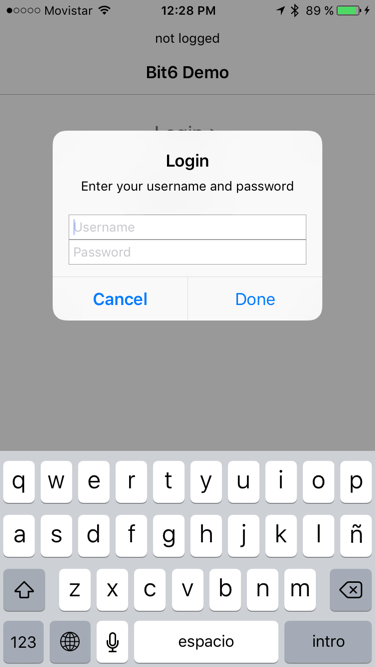 Movistar 12:28 PM 89 %
not logged
Bit6 Demo
Login >
Login
Enter your username and password
Username
Password
Cancel Done
q w e r t y u i o p
a s d f g h j k l ñ
z x c v b n m
123 espacio intro